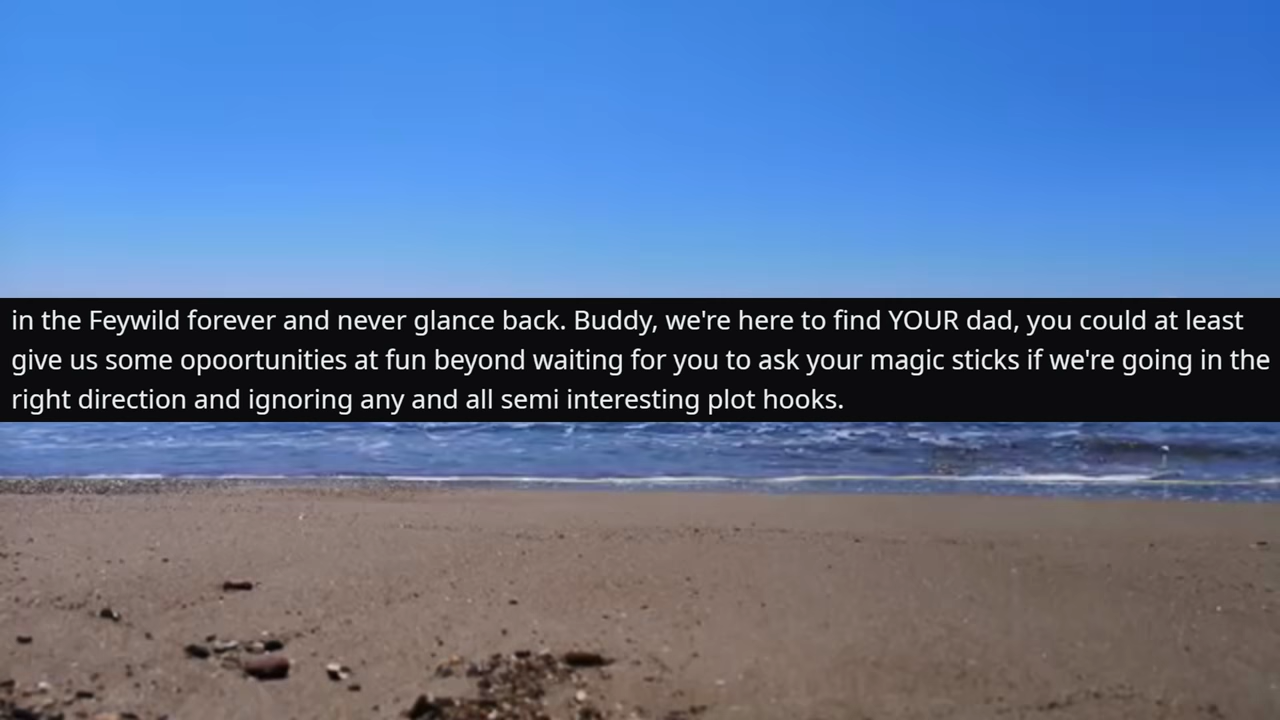 in the Feywild forever and never glance back. Buddy, we're here to find YOUR dad, you could at least
give us some opoortunities at fun beyond waiting for you to ask your magic sticks if we're going in the
right direction and ignoring any and all semi interesting plot hooks.